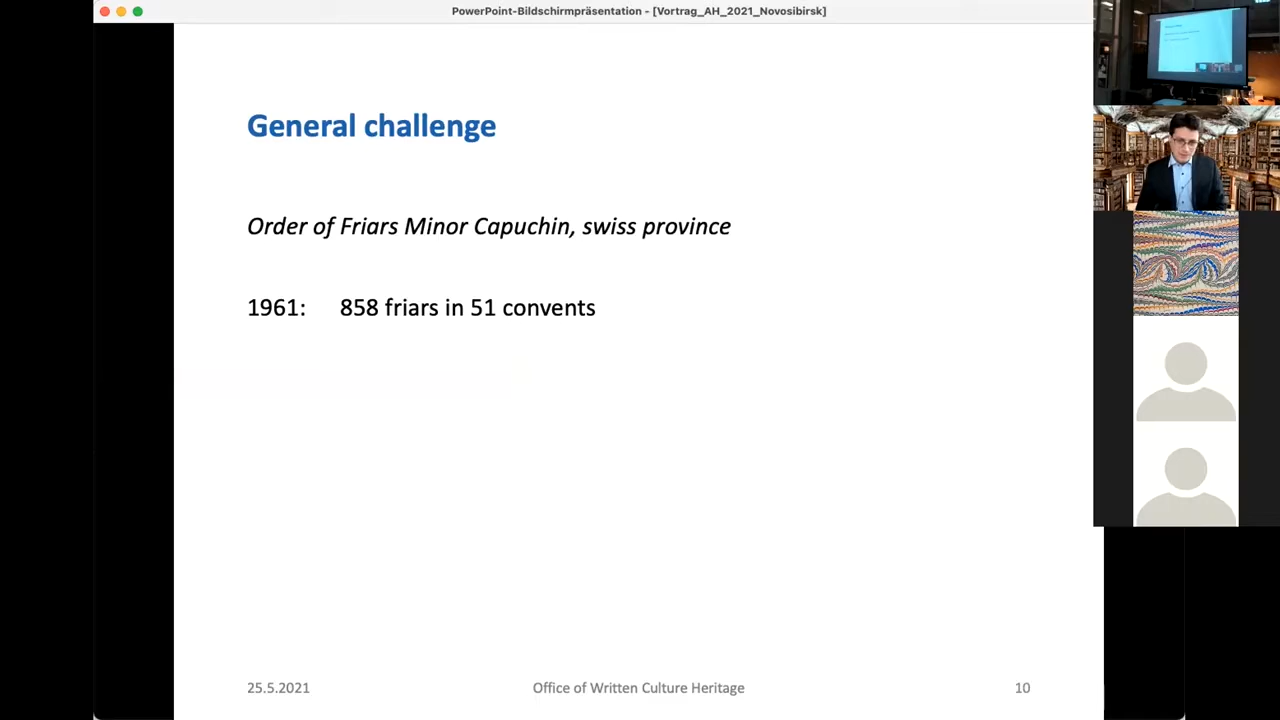 PowerPoint-Bildschirmpräsentation - [Vortrag_AH_2021_Novosibirsk]
General challenge
Order of Friars Minor Capuchin, swiss province
1961: 858 friars in 51 convents
25.5.2021 Office of Written Culture Heritage 10